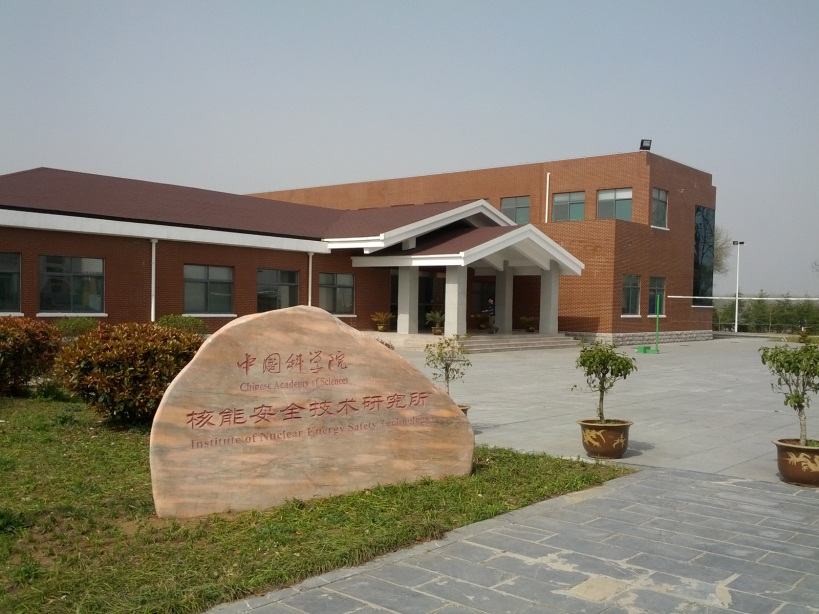 中国科学院
Chinese Academy of Sciences
核能安全技术研究所
Institute of Nuclear Energy Safety Technology